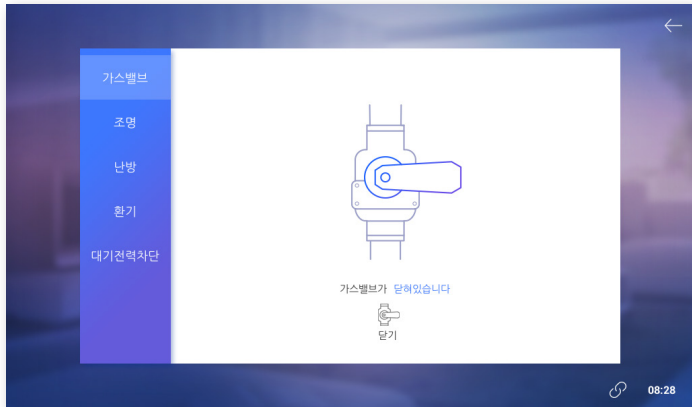 가스밸브
조명
난방
환기
대기전력차단
가스밸브가 닫혀있습니다
닫기
08:28